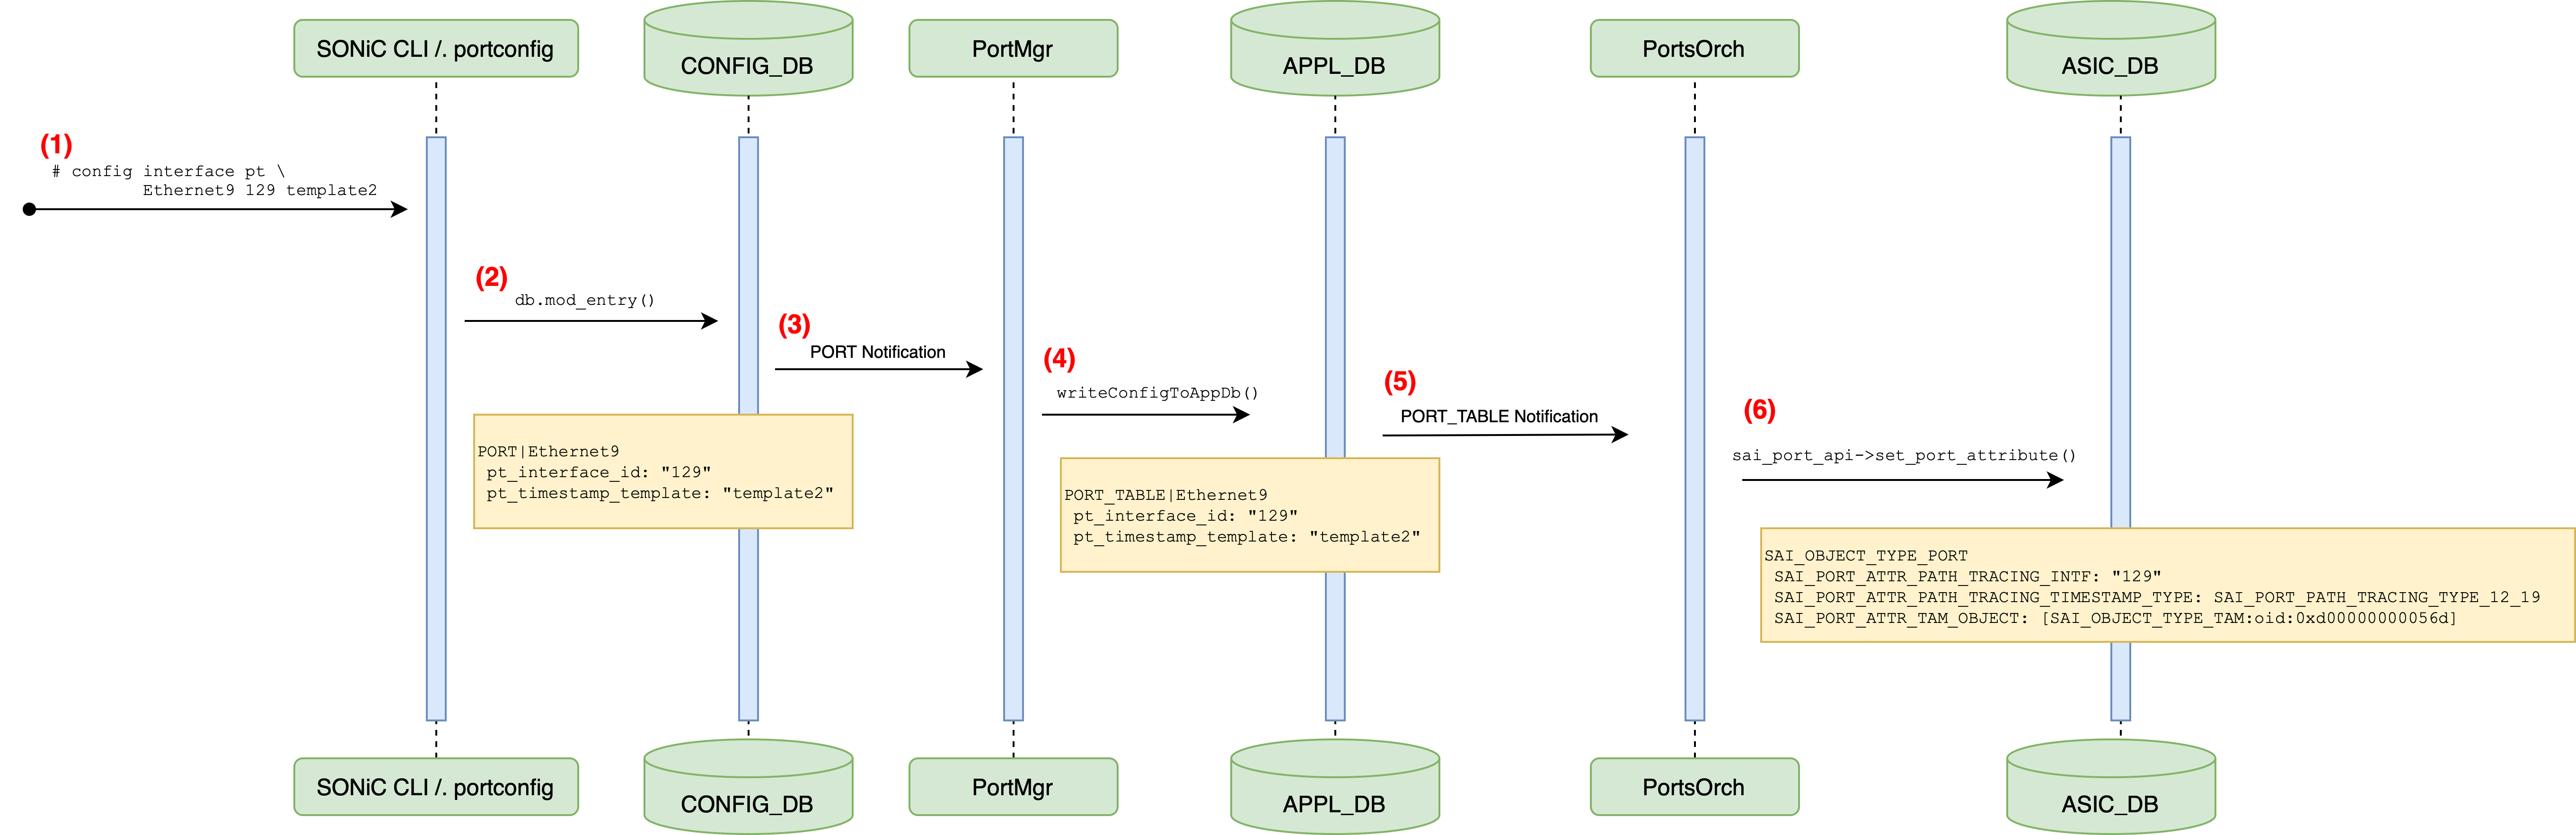 SONiC CLI /. portconfig
CONFIG_DB
PortMgr
APPL_DB
PortsOrch
ASIC_DB
(1)
# config interface pt \
Ethernet9 129 template2
(2)
db.mod_entry()
(3)
PORT Notification
(4)
writeConfigToAppDb()
(5)
PORT_TABLE Notification
(6)
sai_port_api->set_port_attribute()
PORT|Ethernet9
pt_interface_id: "129"
pt_timestamp_template: "template2"
PORT_TABLE|Ethernet9
pt_interface_id: "129"
pt_timestamp_template: "template2"
SAI_OBJECT_TYPE_PORT
SAI_PORT_ATTR_PATH_TRACING_INTF: "129"
SAI_PORT_ATTR_PATH_TRACING_TIMESTAMP_TYPE: SAI_PORT_PATH_TRACING_TYPE_12_19
SAI_PORT_ATTR_TAM_OBJECT: [SAI_OBJECT_TYPE_TAM:oid:0xd00000000056d]
SONiC CLI /. portconfig
CONFIG_DB
PortMgr
APPL_DB
PortsOrch
ASIC_DB